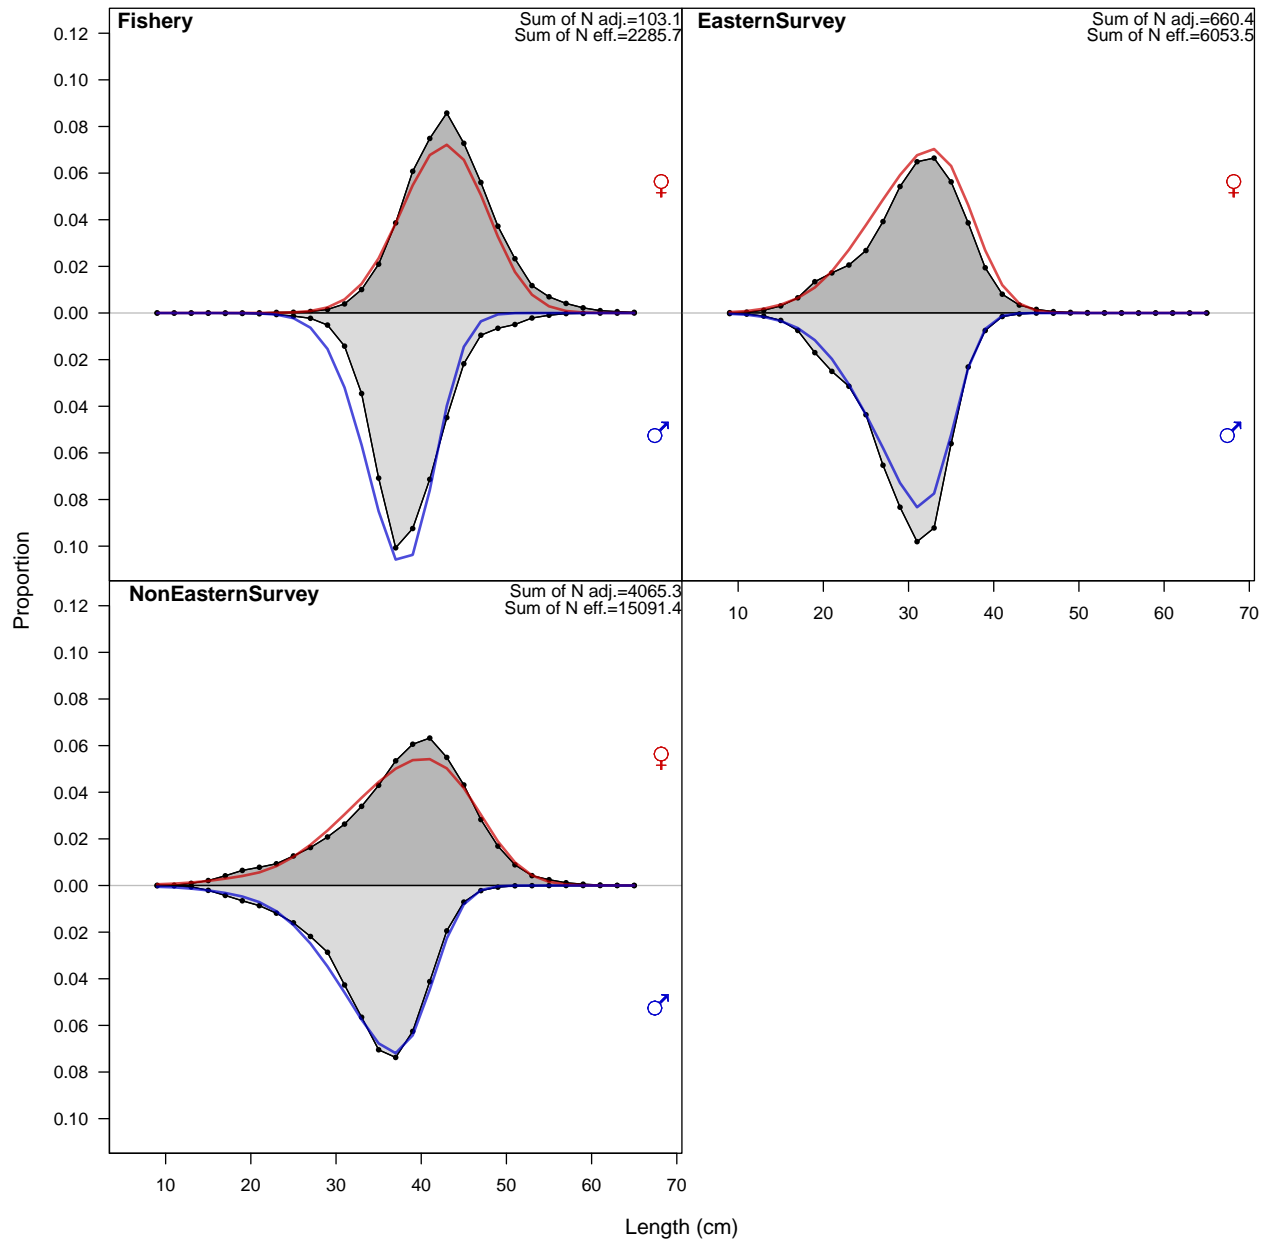 Fishery
Sum of N adj.=103.1
Sum of N eff.=2285.7
EasternSurvey
Sum of N adj.=660.4
Sum of N eff.=6053.5
0.12
0.10
0.08
0.06
0.04
0.02
0.00
0.02
0.04
0.06
0.08
0.10
♀
♂
♀
♂
10 20 30 40 50 60 70
NonEasternSurvey
Sum of N adj.=4065.3
Sum of N eff.=15091.4
0.12
0.10
0.08
0.06
0.04
0.02
0.00
0.02
0.04
0.06
0.08
0.10
♀
♂
10 20 30 40 50 60 70
Proportion
Length (cm)